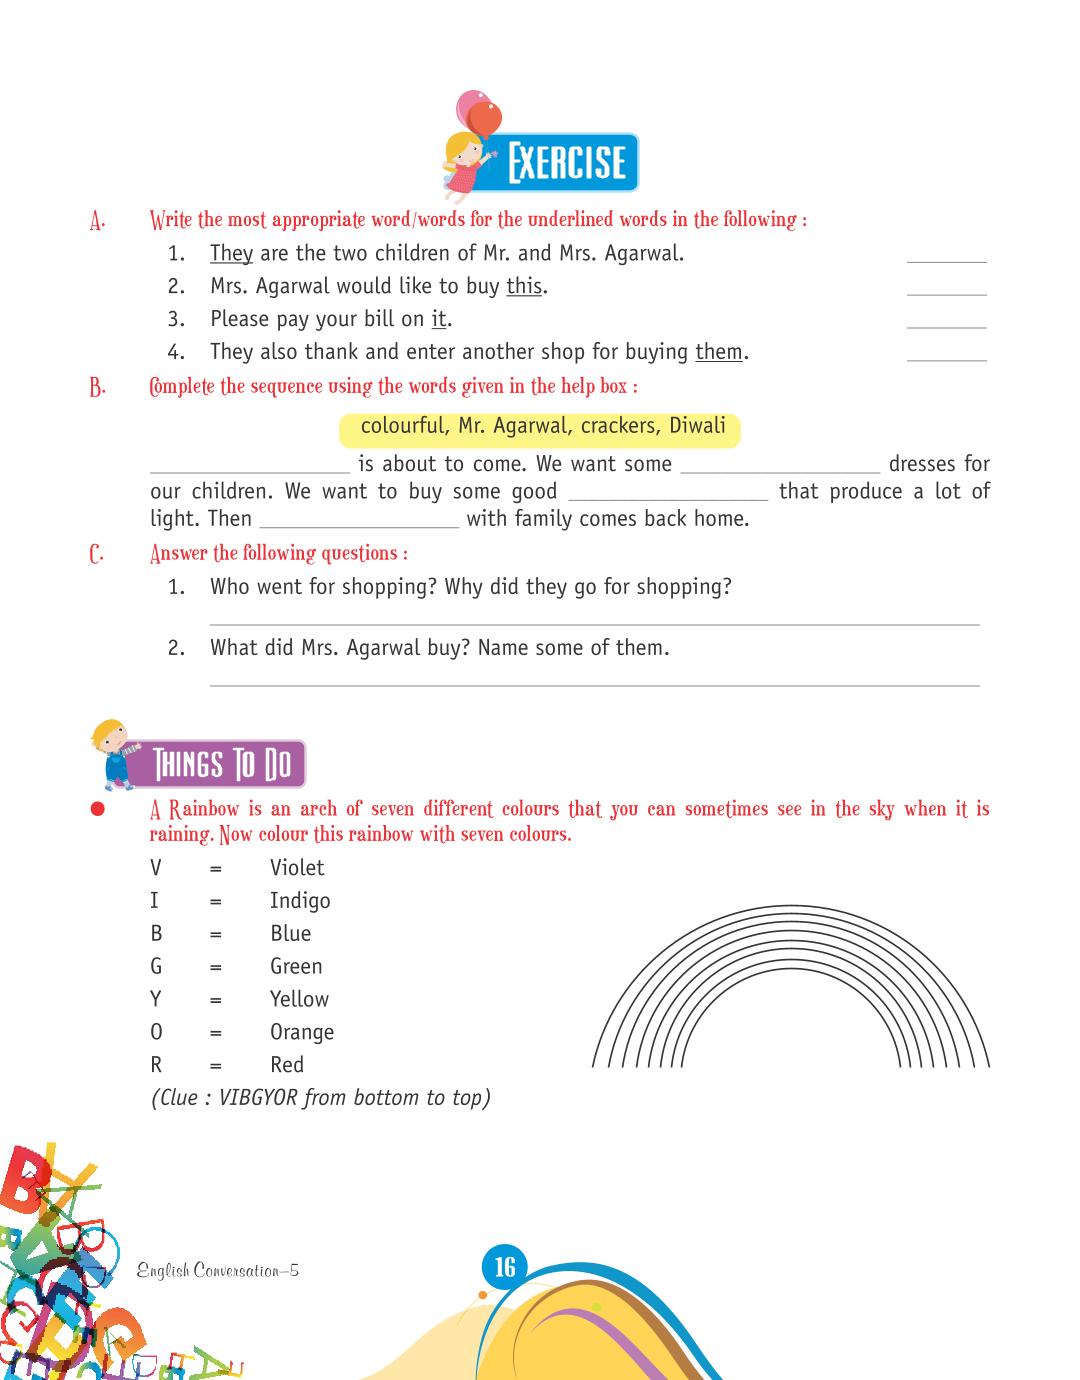 EXERCISE
A. Write the most appropriate word/words for the underlined words in the following :
1. They are the two children of Mr. and Mrs. Agarwal. ________
2. Mrs. Agarwal would like to buy this. ________
3. Please pay your bill on it. ________
4. They also thank and enter another shop for buying them. ________
B. Complete the sequence using the words given in the help box :
colourful, Mr. Agarwal, crackers, Diwali
____________________ is about to come. We want some ____________________ dresses for
our children. We want to buy some good ____________________ that produce a lot of
light. Then ____________________ with family comes back home.
C. Answer the following questions :
1. Who went for shopping? Why did they go for shopping?
2. What did Mrs. Agarwal buy? Name some of them.
THINGS TO DO
● A Rainbow is an arch of seven different colours that you can sometimes see in the sky when it is
raining. Now colour this rainbow with seven colours.
V = Violet
I = Indigo
B = Blue
G = Green
Y = Yellow
O = Orange
R = Red
(Clue : VIBGYOR from bottom to top)
English Conversation–5
16